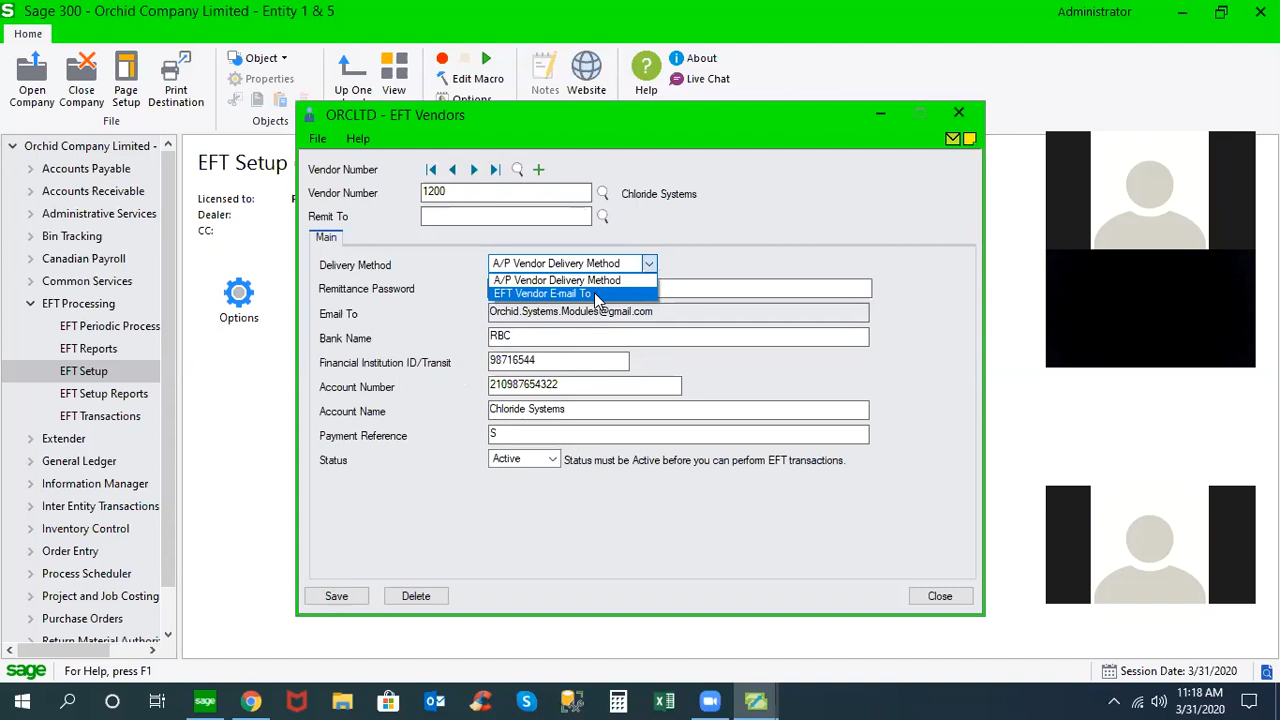 S Sage 300 - Orchid Company Limited - Entity 1 & 5
Administrator
Home
Open Company
Close Company
Page Setup
Print Destination
File
Object
Properties
Objects
Up One
View
Edit Macro
Options
Notes
Website
Help
About
Live Chat
Orchid Company Limited -
Accounts Payable
Accounts Receivable
Administrative Services
Bin Tracking
Canadian Payroll
Common Services
EFT Processing
EFT Periodic Process
EFT Reports
EFT Setup
EFT Setup Reports
EFT Transactions
Extender
General Ledger
Information Manager
Inter Entity Transactions
Inventory Control
Order Entry
Process Scheduler
Project and Job Costing
Purchase Orders
Return Material Authori
EFT Setup
Licensed to:
Dealer:
CC:
Options
ORCLTD - EFT Vendors
File Help
Vendor Number
Vendor Number 1200 Chloride Systems
Remit To
Main
Delivery Method A/P Vendor Delivery Method
A/P Vendor Delivery Method
EFT Vendor E-mail To
Remittance Password
Email To Orchid.Systems.Modules@gmail.com
Bank Name RBC
Financial Institution ID/Transit 98716544
Account Number 210987654322
Account Name Chloride Systems
Payment Reference S
Status Active Status must be Active before you can perform EFT transactions.
Save Delete Close
sage For Help, press F1
Session Date: 3/31/2020
sage
11:18 AM
3/31/2020